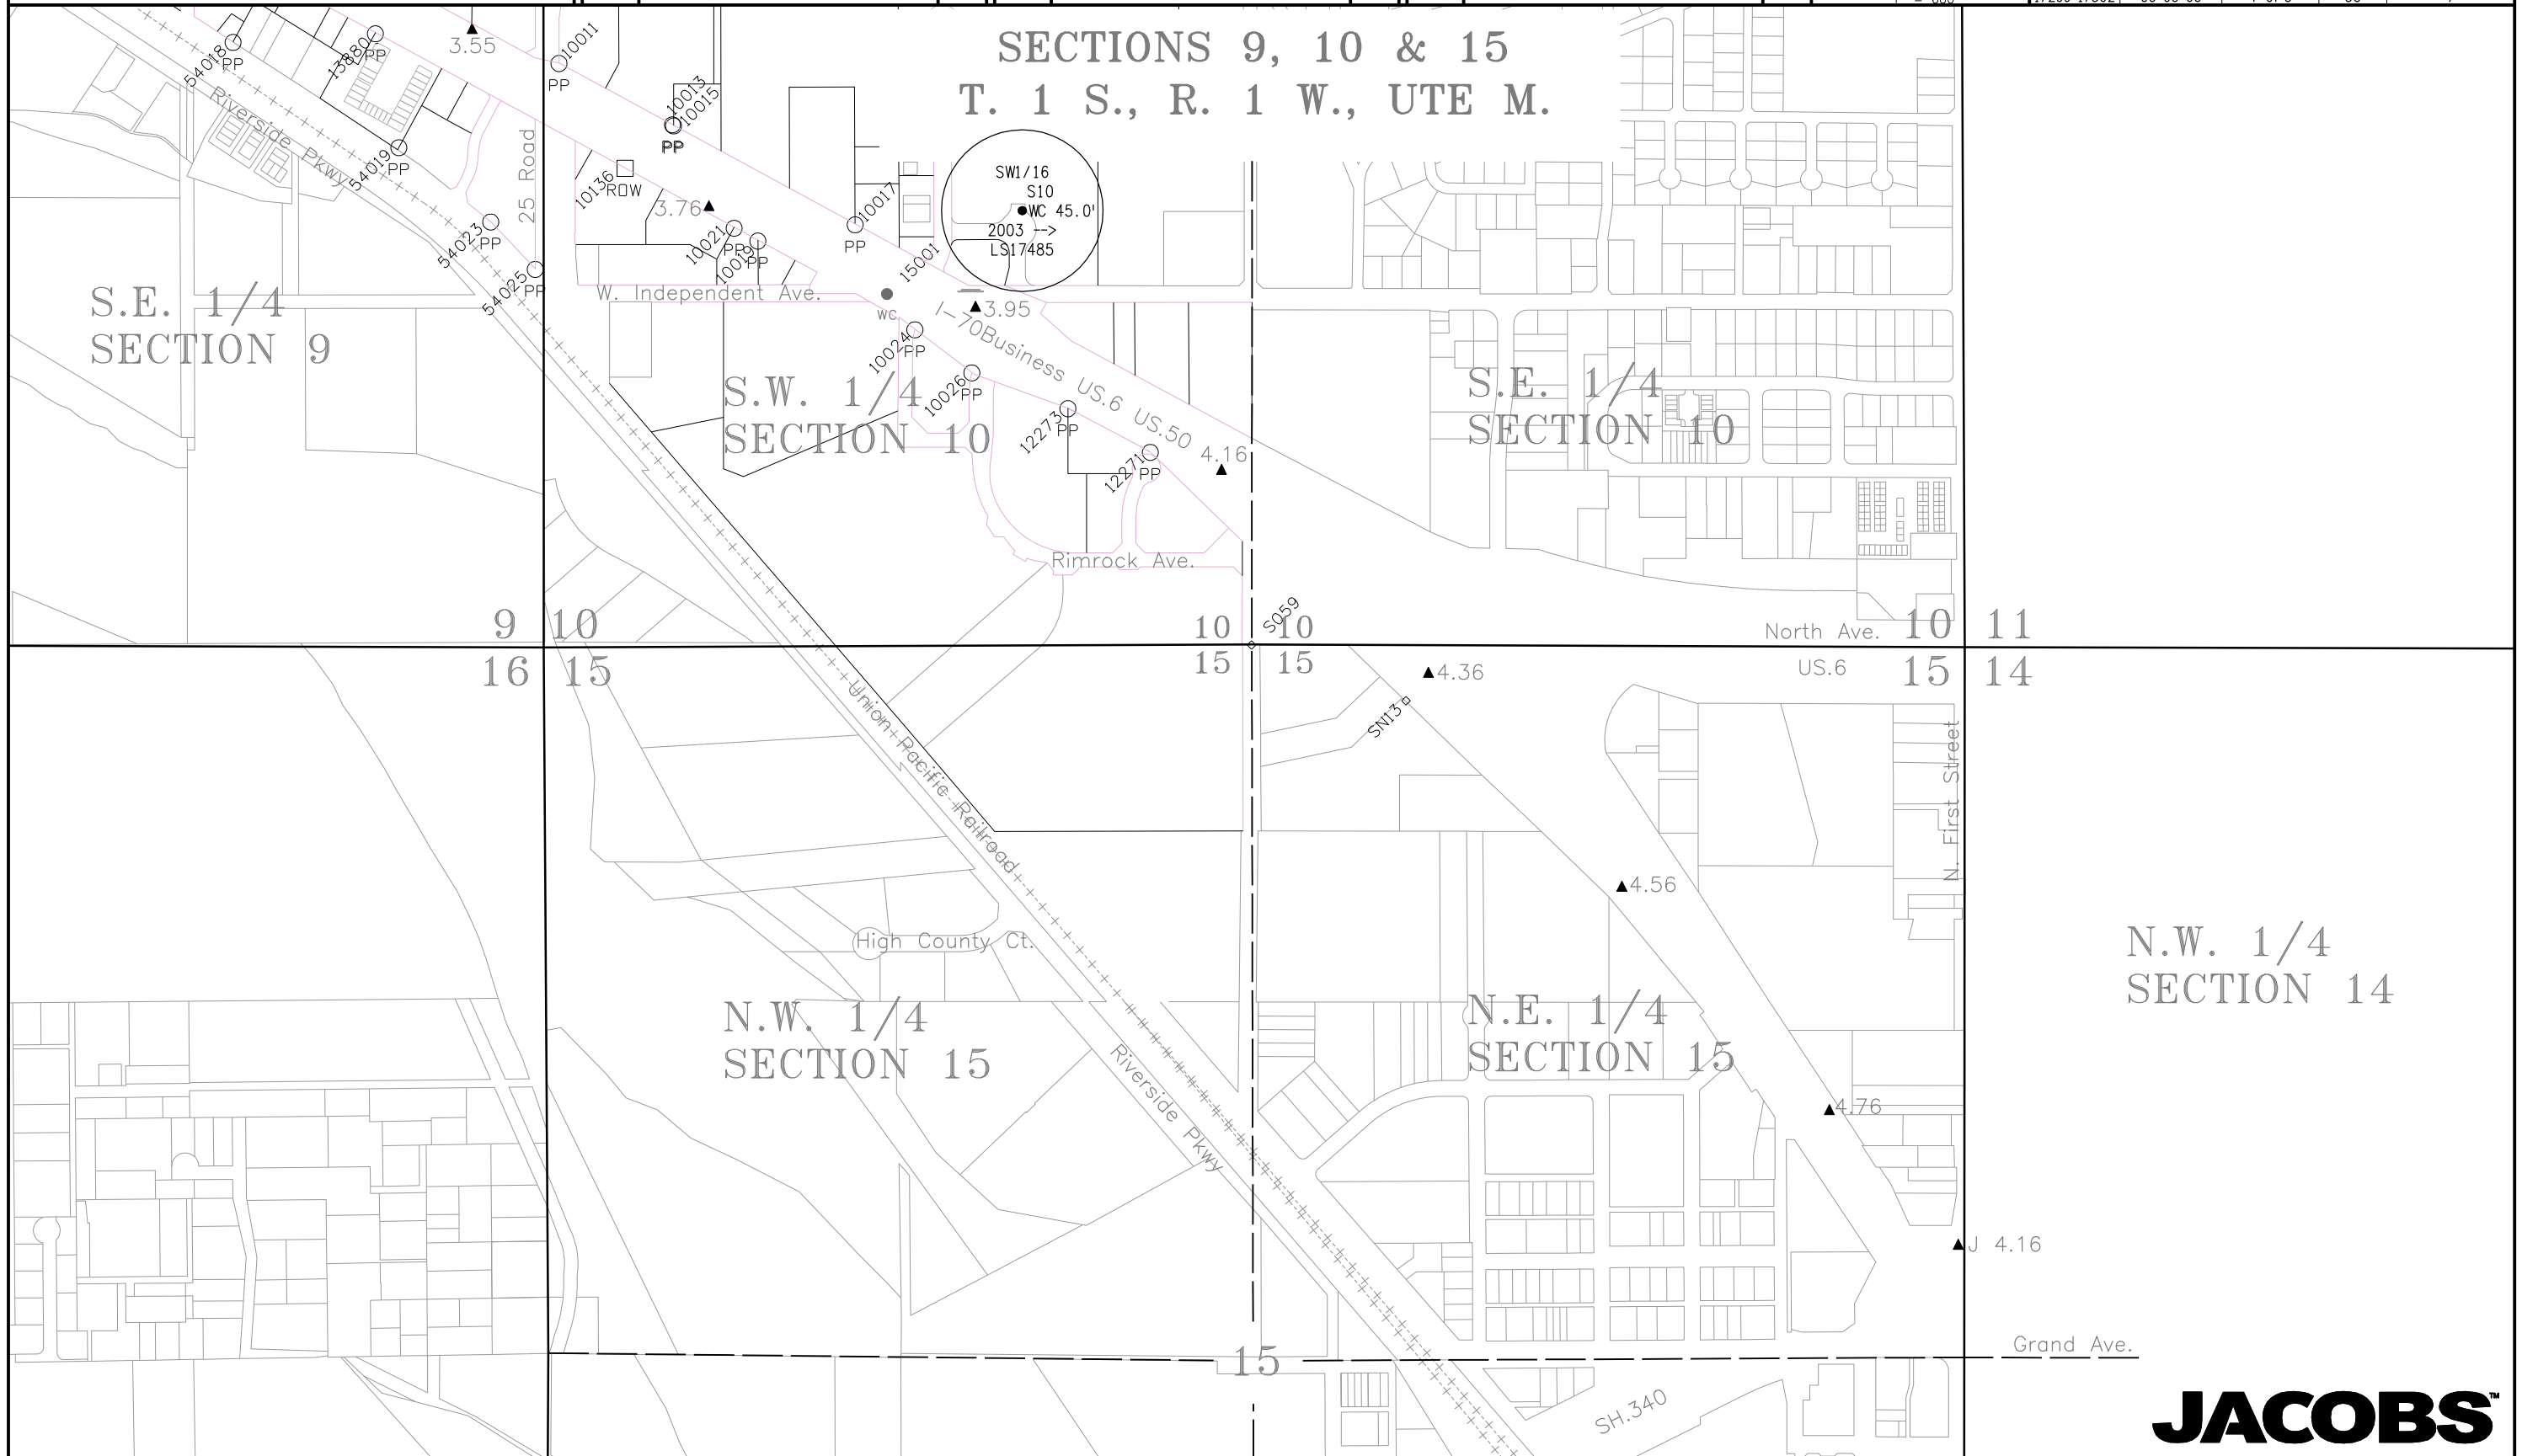 SECTIONS 9, 10 & 15
T. 1 S., R. 1 W., UTE M.
54018
PP
13880
PP
3.55
10011
PP
10013
10015
PP
Riverside Pkwy
54019
PP
25 Road
10136
ROW
3.76
10021
PP
10019
PP
10017
PP
SW1/16
S10
WC 45.0'
2003 -->
LS17485
15001
WC
54023
PP
54025
PP
W. Independent Ave.
3.95
I-70Business US.6 US.50
S.E. 1/4
SECTION 9
10024
PP
10026
PP
S.W. 1/4
SECTION 10
12273
PP
12271
PP
4.16
S.E. 1/4
SECTION 10
Rimrock Ave.
S059
9 10
16 15
10 10
15 15
North Ave.
US.6
10 11
15 14
4.36
SN13
Union Pacific Railroad
N. First Street
4.56
High County Ct.
N.W. 1/4
SECTION 15
N.E. 1/4
SECTION 15
N.W. 1/4
SECTION 14
Riverside Pkwy
4.76
J 4.16
Grand Ave.
15
SH.340
JACOBS™